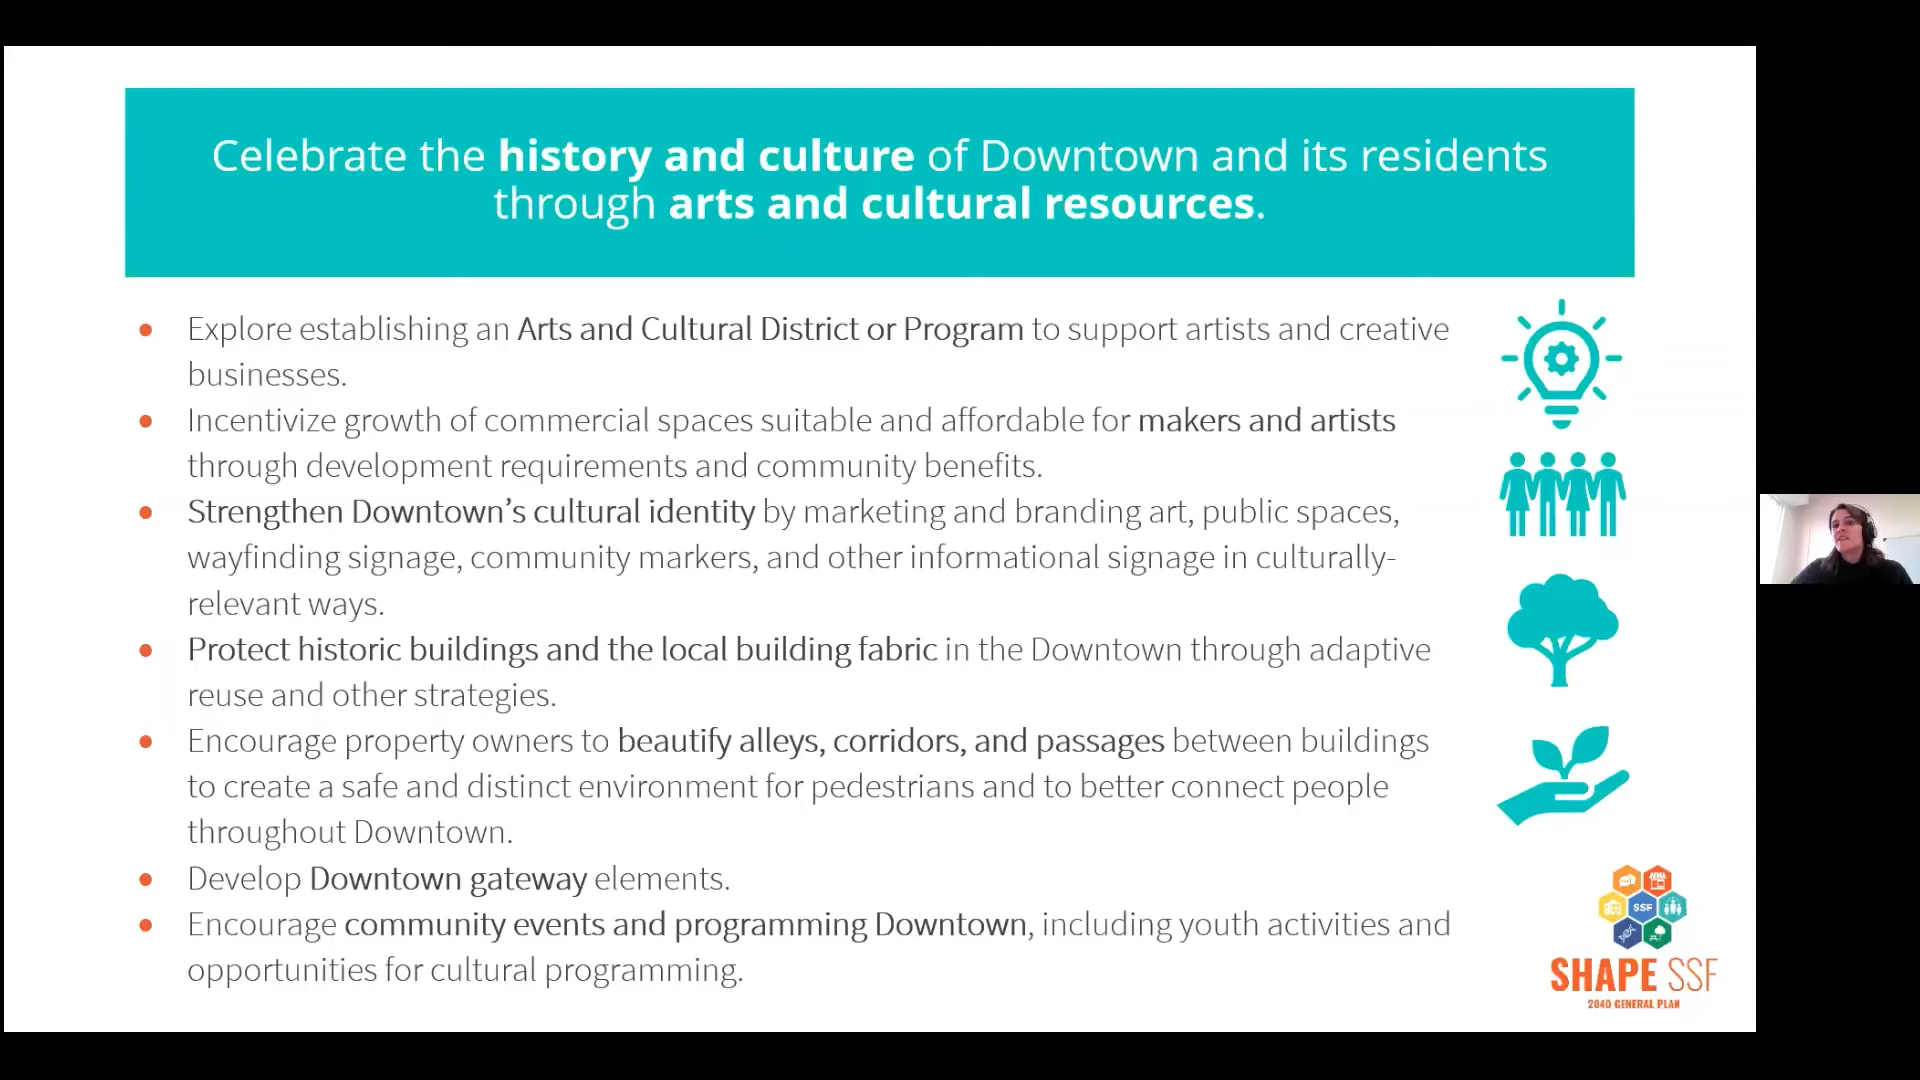 Celebrate the history and culture of Downtown and its residents
through arts and cultural resources.
Explore establishing an Arts and Cultural District or Program to support artists and creative
businesses.
Incentivize growth of commercial spaces suitable and affordable for makers and artists
through development requirements and community benefits.
Strengthen Downtown’s cultural identity by marketing and branding art, public spaces,
wayfinding signage, community markers, and other informational signage in culturally-
relevant ways.
Protect historic buildings and the local building fabric in the Downtown through adaptive
reuse and other strategies.
Encourage property owners to beautify alleys, corridors, and passages between buildings
to create a safe and distinct environment for pedestrians and to better connect people
throughout Downtown.
Develop Downtown gateway elements.
Encourage community events and programming Downtown, including youth activities and
opportunities for cultural programming.
SSF
SHAPE SSF
2040 GENERAL PLAN